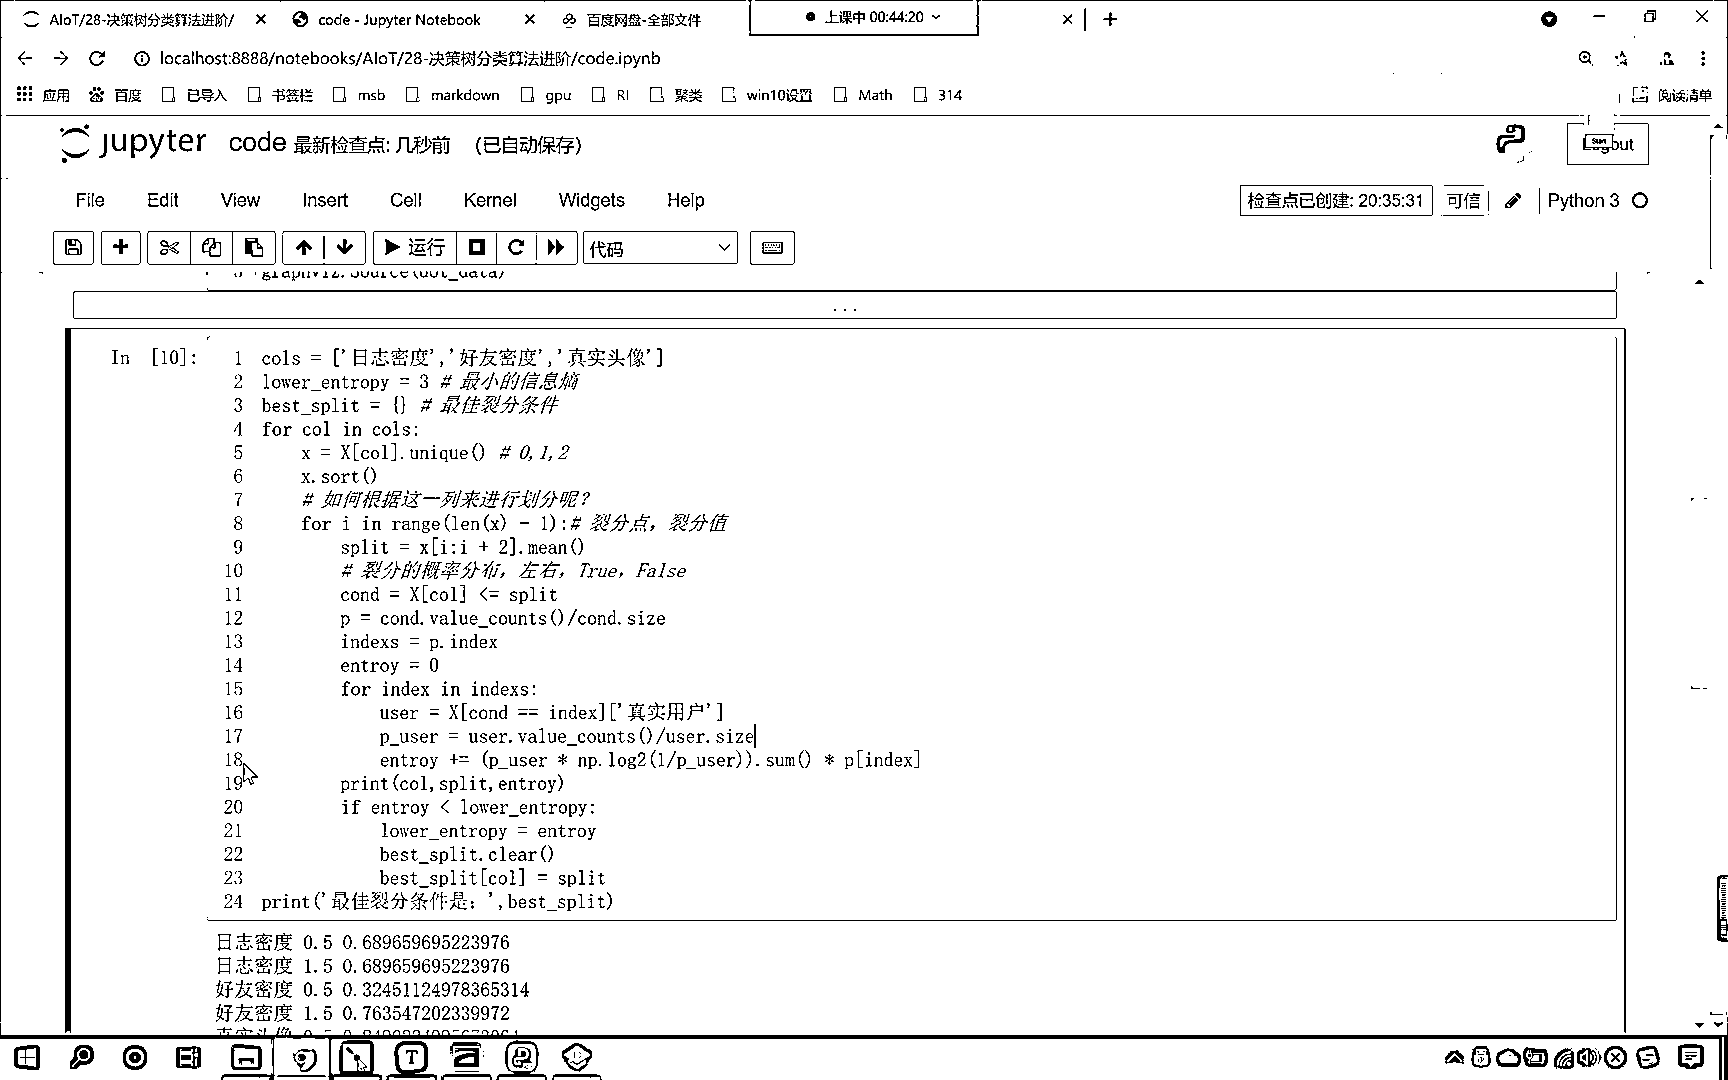 AIoT/28-决策树分类算法进阶/
code - Jupyter Notebook
百度网盘-全部文件
上课中 00:44:20
localhost:8888/notebooks/AIoT/28-决策树分类算法进阶/code.ipynb
应用 百度 已导入 书签栏 msb markdown gpu Rl 聚类 win10设置 Math 314 阅读清单
jupyter code 最新检查点: 几秒前 (已自动保存)
File Edit View Insert Cell Kernel Widgets Help 检查点已创建: 20:35:31 可信 Python 3
运行 代码
graphviz.Source(dot_data)
...
In [10]:
1 cols = ['日志密度','好友密度','真实头像']
2 lower_entropy = 3 # 最小的信息熵
3 best_split = {} # 最佳裂分条件
4 for col in cols:
5 x = X[col].unique() # 0,1,2
6 x.sort()
7 # 如何根据这一列来进行划分呢？
8 for i in range(len(x) - 1):# 裂分点，裂分值
9 split = x[i:i + 2].mean()
10 # 裂分的概率分布，左右，True，False
11 cond = X[col] <= split
12 p = cond.value_counts()/cond.size
13 indexs = p.index
14 entroy = 0
15 for index in indexs:
16 user = X[cond == index]['真实用户']
17 p_user = user.value_counts()/user.size
18 entroy += (p_user * np.log2(1/p_user)).sum() * p[index]
19 print(col,split,entroy)
20 if entroy < lower_entropy:
21 lower_entropy = entroy
22 best_split.clear()
23 best_split[col] = split
24 print('最佳裂分条件是：',best_split)
日志密度 0.5 0.689659695223976
日志密度 1.5 0.689659695223976
好友密度 0.5 0.32451124978365314
好友密度 1.5 0.763547202339972